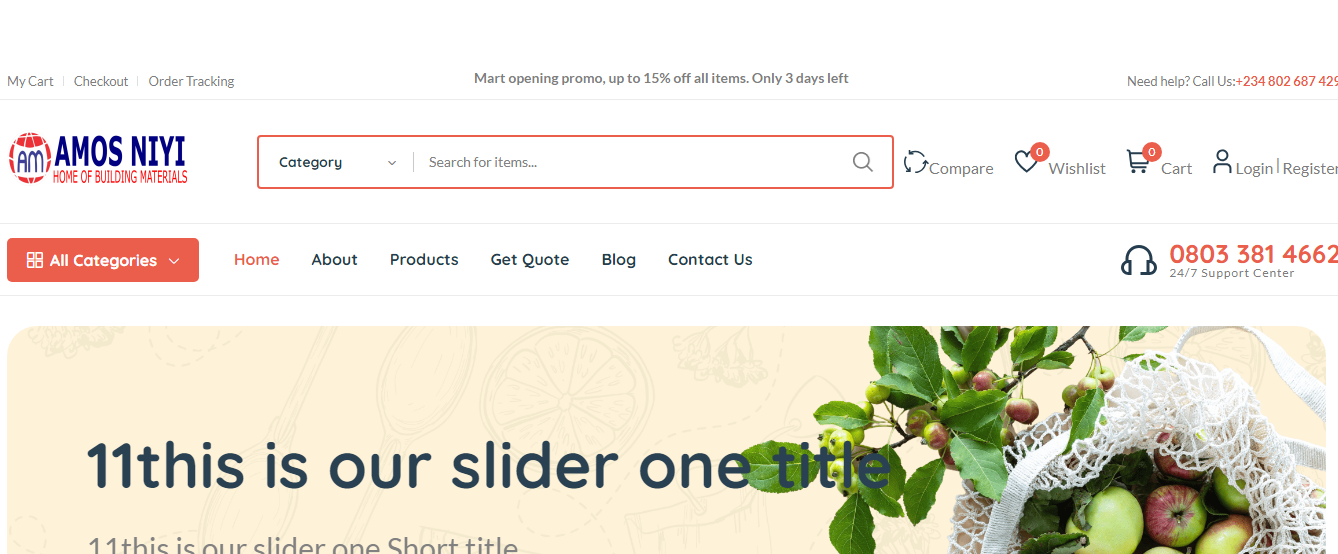 My Cart Checkout Order Tracking
Mart opening promo, up to 15% off all items. Only 3 days left
Need help? Call Us:+234 802 687 429
AM AMOS NIYI
HOME OF BUILDING MATERIALS
Category Search for items...
Compare 0 Wishlist 0 Cart Login | Register
All Categories Home About Products Get Quote Blog Contact Us
0803 381 4662
24/7 Support Center
11this is our slider one title
11this is our slider one Short title